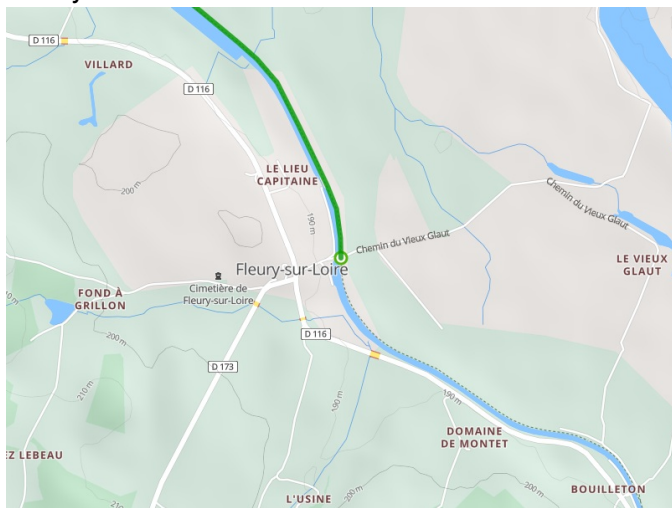 D 116
VILLARD
D 116
LE LIEU
CAPITAINE
200 m
190 m
Chemin du Vieux Glaut
Chemin du Vieux Glaut
LE VIEUX
GLAUT
Fleury-sur-Loire
Cimetière de
Fleury-sur-Loire
FOND À
GRILLON
200 m
D 116
D 173
210 m
210 m
190 m
190 m
DOMAINE
DE MONTET
EZ LEBEAU
BOUILLETON
L'USINE
200 m
200 m